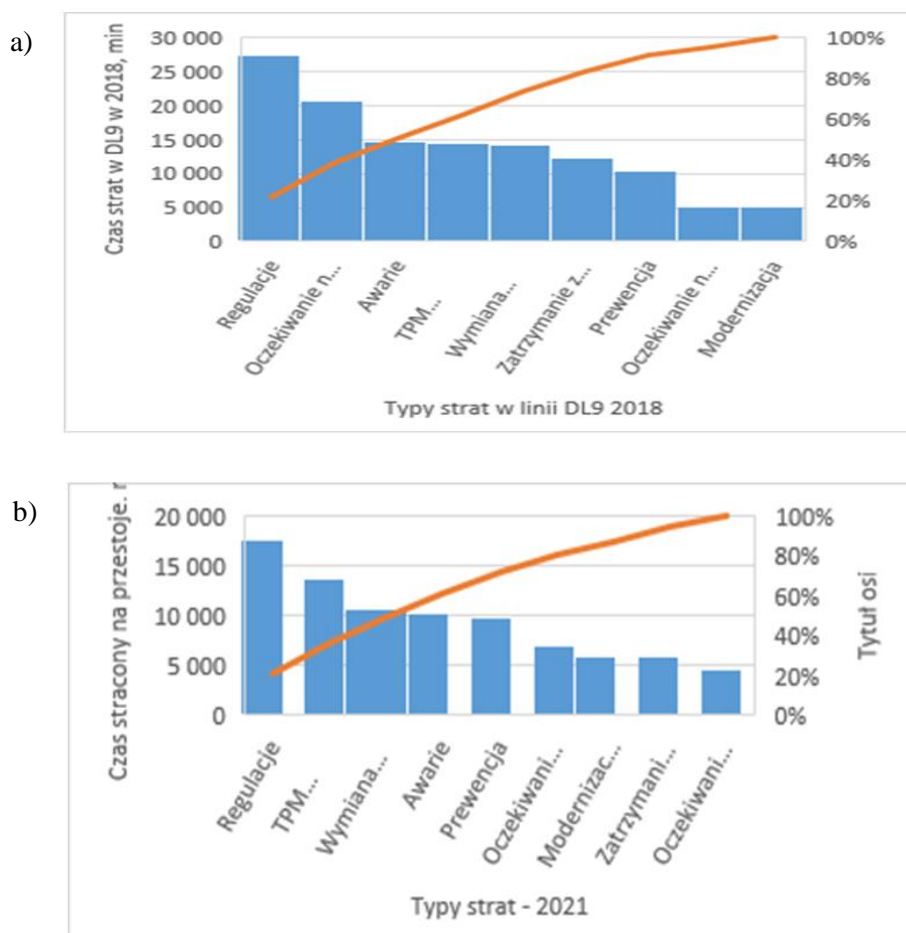 a)
Czas strat w DL9 w 2018, min
30 000
25 000
20 000
15 000
10 000
5 000
0
100%
80%
60%
40%
20%
0%
Regulacje
Oczekiwanie n...
Awarie
TPM...
Wymiana...
Zatrzymanie z...
Prewencja
Oczekiwanie n...
Modernizacja
Typy strat w linii DL9 2018
b)
Czas stracony na przestoje.
20 000
15 000
10 000
5 000
0
100%
80%
60%
40%
20%
0%
Tytuł osi
Regulacje
TPM...
Wymiana...
Awarie
Prewencja
Oczekiwani...
Modernizac...
Zatrzymani...
Oczekiwani...
Typy strat - 2021